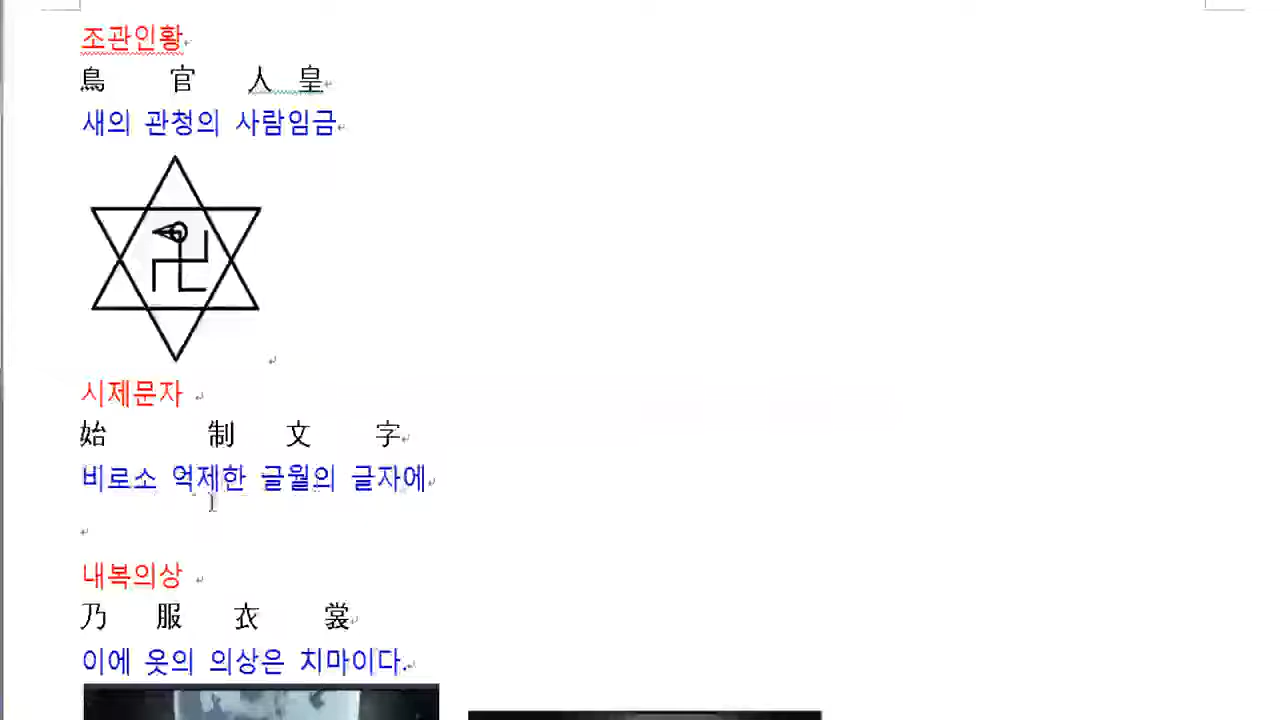 조관인황
鳥 官 人 皇
새의 관청의 사람임금
시제문자
始 制 文 字
비로소 억제한 글월의 글자에
내복의상
乃 服 衣 裳
이에 옷의 의상은 치마이다.